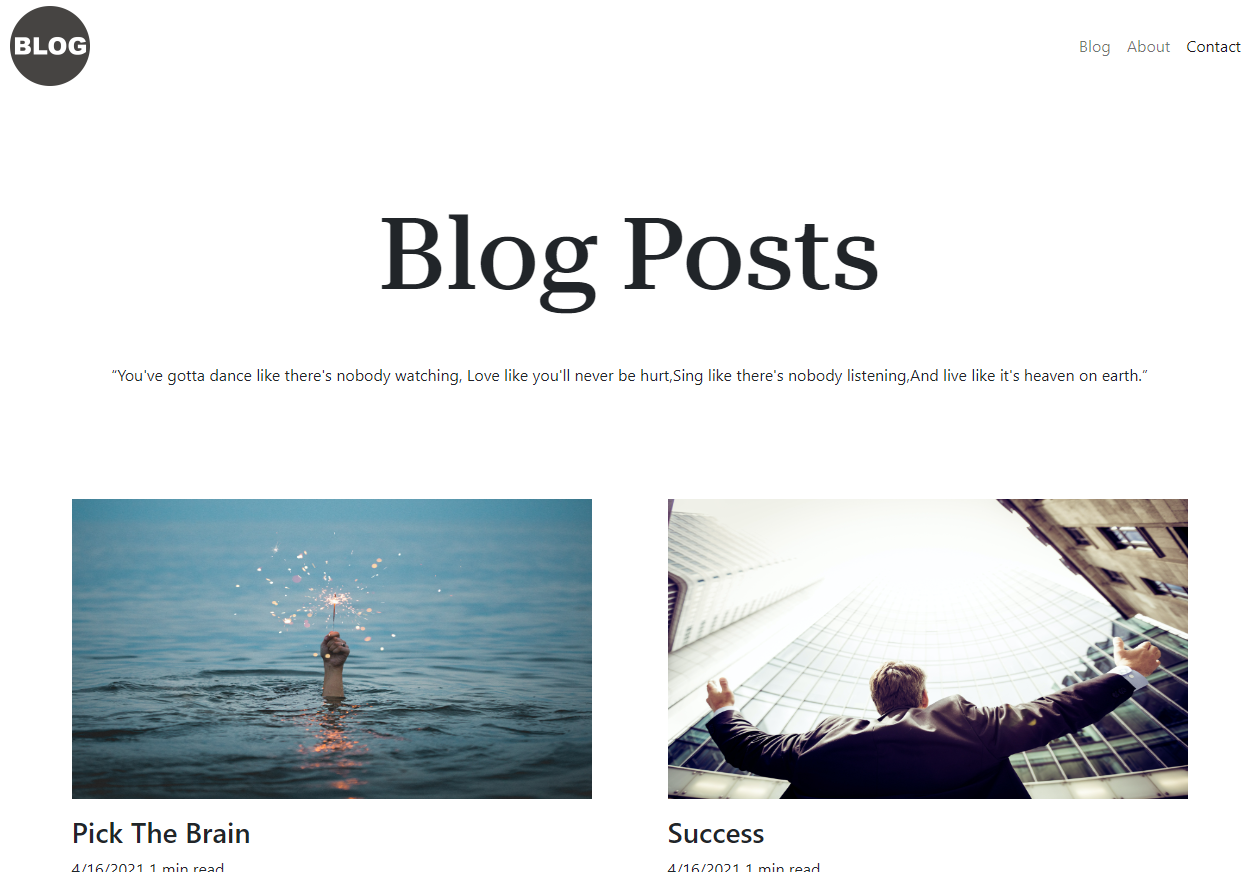 BLOG
Blog About Contact
Blog Posts
“You've gotta dance like there's nobody watching, Love like you'll never be hurt,Sing like there's nobody listening,And live like it's heaven on earth.”
Pick The Brain
Success
4/16/2021 1 min read
4/16/2021 1 min read